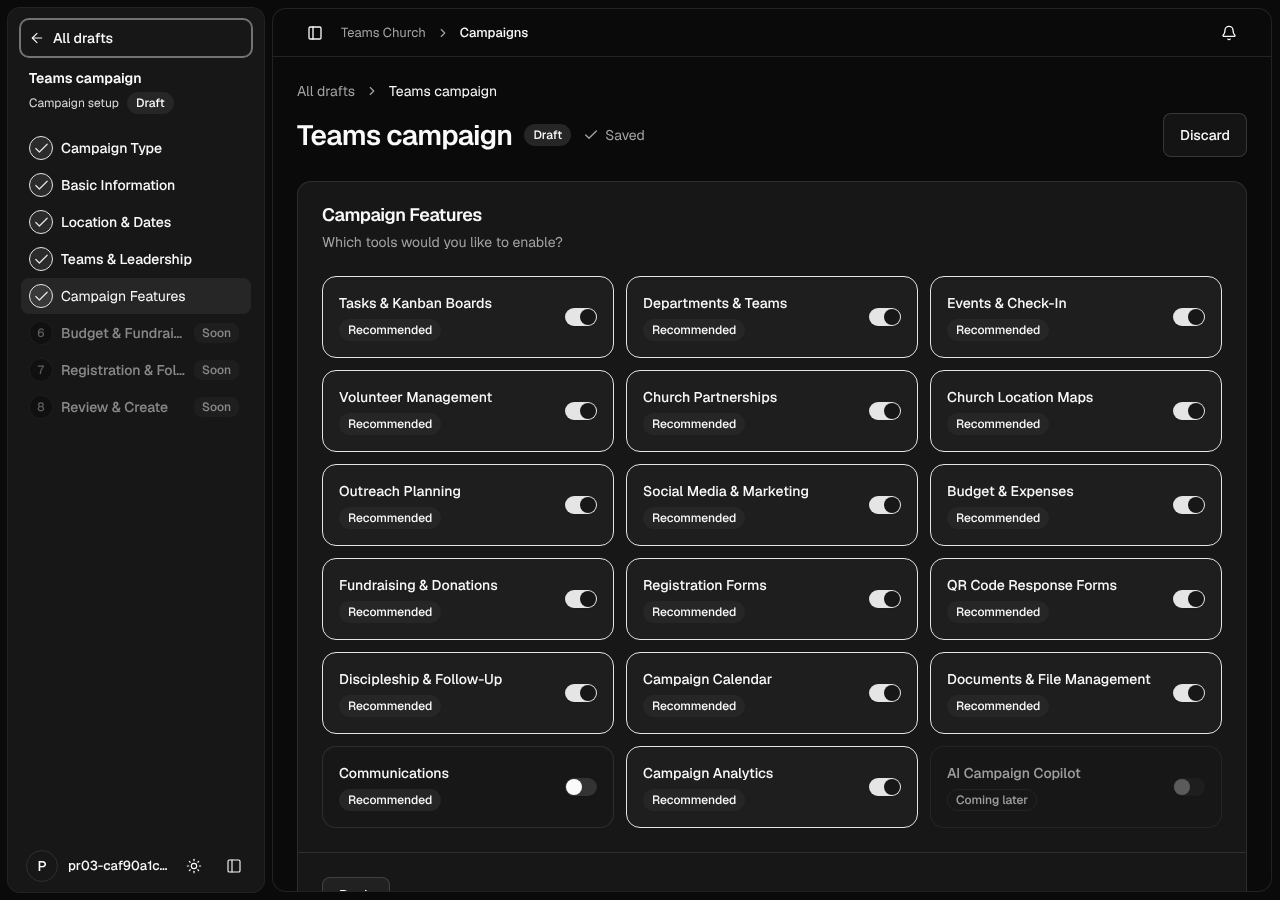 All drafts
Teams campaign
Campaign setup Draft
Campaign Type
Basic Information
Location & Dates
Teams & Leadership
Campaign Features
6 Budget & Fundrai... Soon
7 Registration & Fol... Soon
8 Review & Create Soon
P pr03-caf90a1c...
Teams Church > Campaigns
All drafts > Teams campaign
Teams campaign Draft Saved
Discard
Campaign Features
Which tools would you like to enable?
Tasks & Kanban Boards
Recommended
Departments & Teams
Recommended
Events & Check-In
Recommended
Volunteer Management
Recommended
Church Partnerships
Recommended
Church Location Maps
Recommended
Outreach Planning
Recommended
Social Media & Marketing
Recommended
Budget & Expenses
Recommended
Fundraising & Donations
Recommended
Registration Forms
Recommended
QR Code Response Forms
Recommended
Discipleship & Follow-Up
Recommended
Campaign Calendar
Recommended
Documents & File Management
Recommended
Communications
Recommended
Campaign Analytics
Recommended
AI Campaign Copilot
Coming later